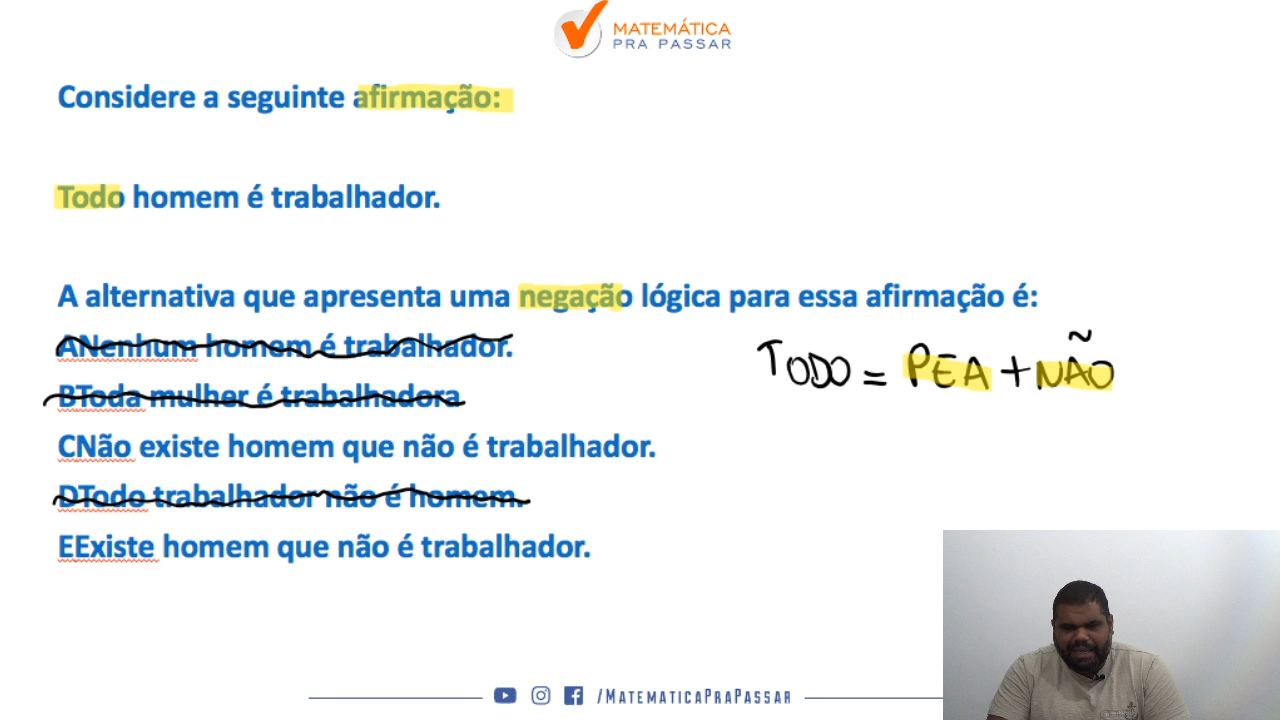 MATEMÁTICA
PRA PASSAR
Considere a seguinte afirmação:
Todo homem é trabalhador.
A alternativa que apresenta uma negação lógica para essa afirmação é:
ANenhum homem é trabalhador.
BToda mulher é trabalhadora.
CNão existe homem que não é trabalhador.
DTodo trabalhador não é homem.
EExiste homem que não é trabalhador.
TODO = PEA + NÃO
/MATEMATICAPRAPASSAR